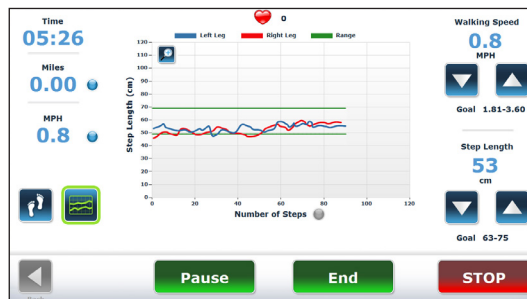 Time
05:26
Miles
0.00
MPH
0.8
0
Left Leg Right Leg Range
Step Length (cm)
120
110
100
90
80
70
60
50
40
30
20
10
0 20 40 60 80 100 120
Number of Steps
Walking Speed
0.8
MPH
Goal 1.81-3.60
Step Length
53
cm
Goal 63-75
Pause
End
STOP